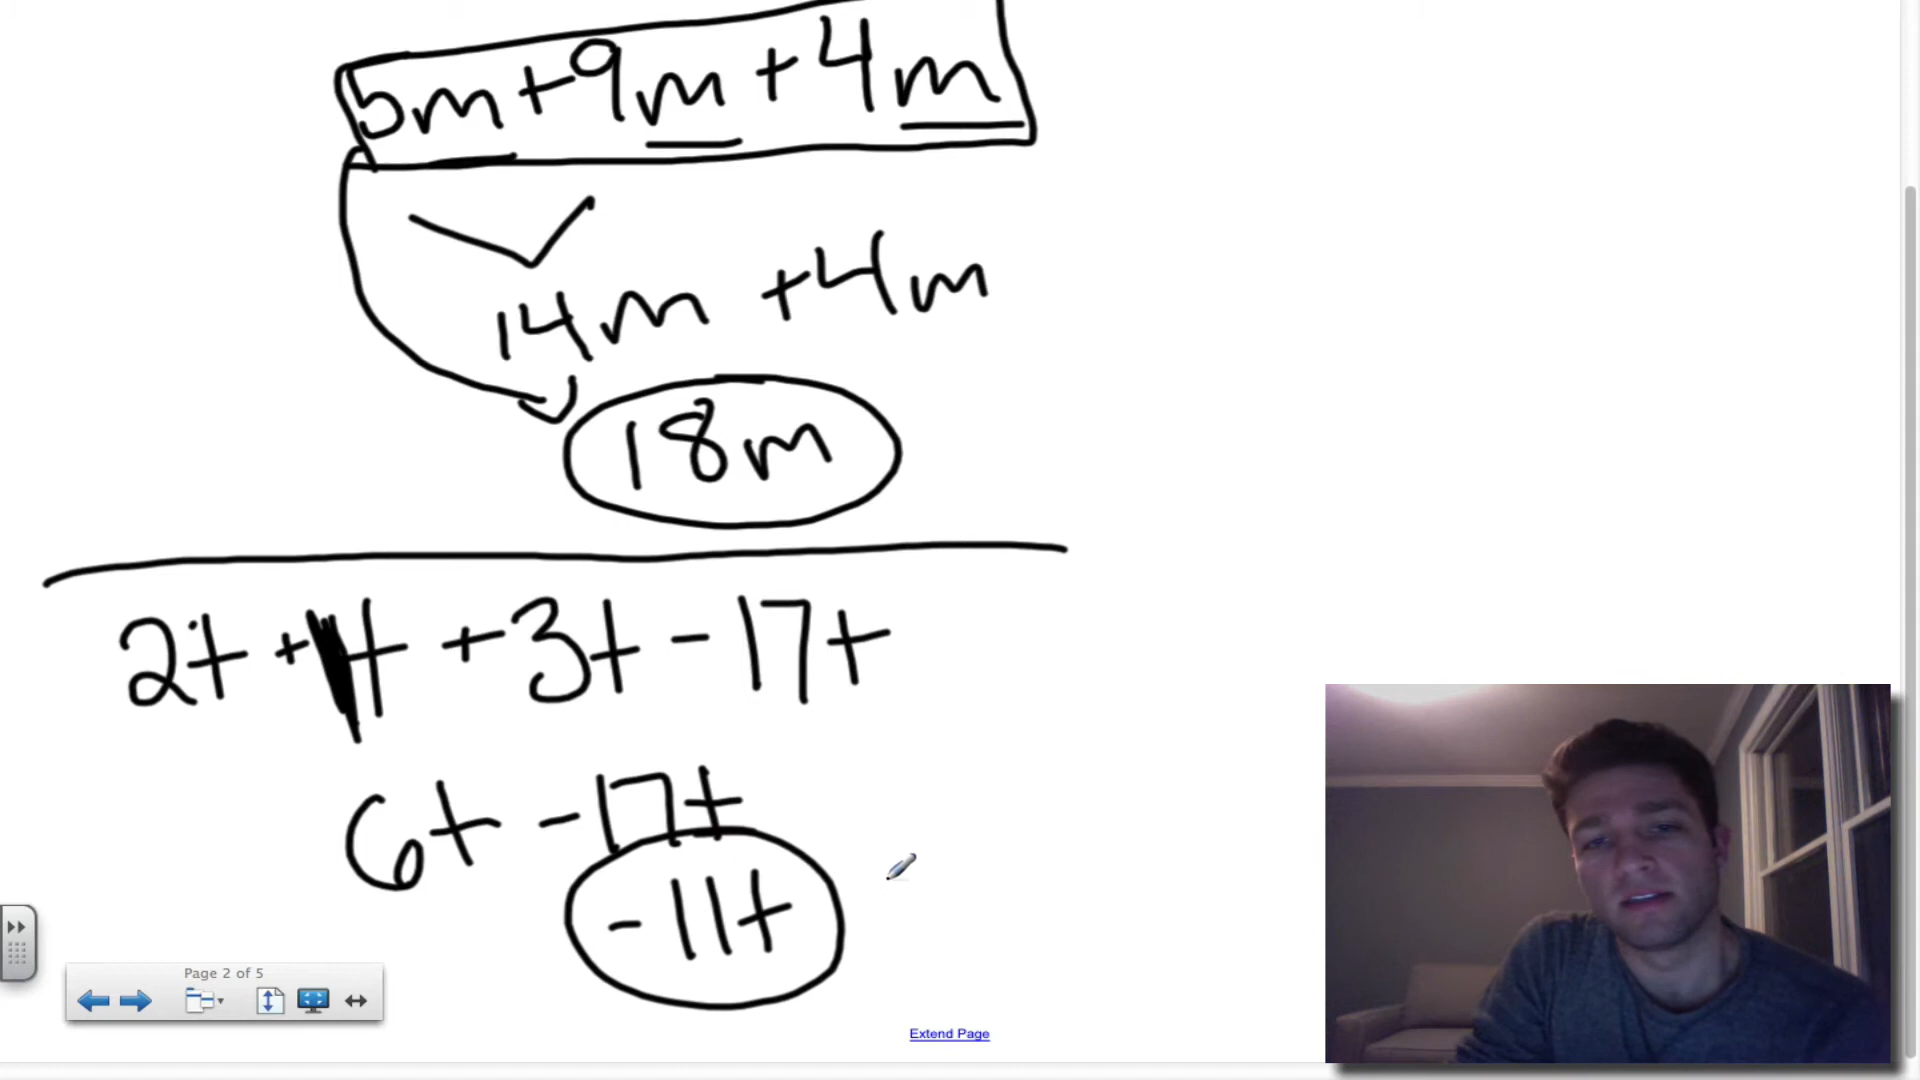 5m+9m+4m
14m +4m
18m
2t + t + 3t - 17t
6t - 17t
- 11t
Page 2 of 5
Extend Page